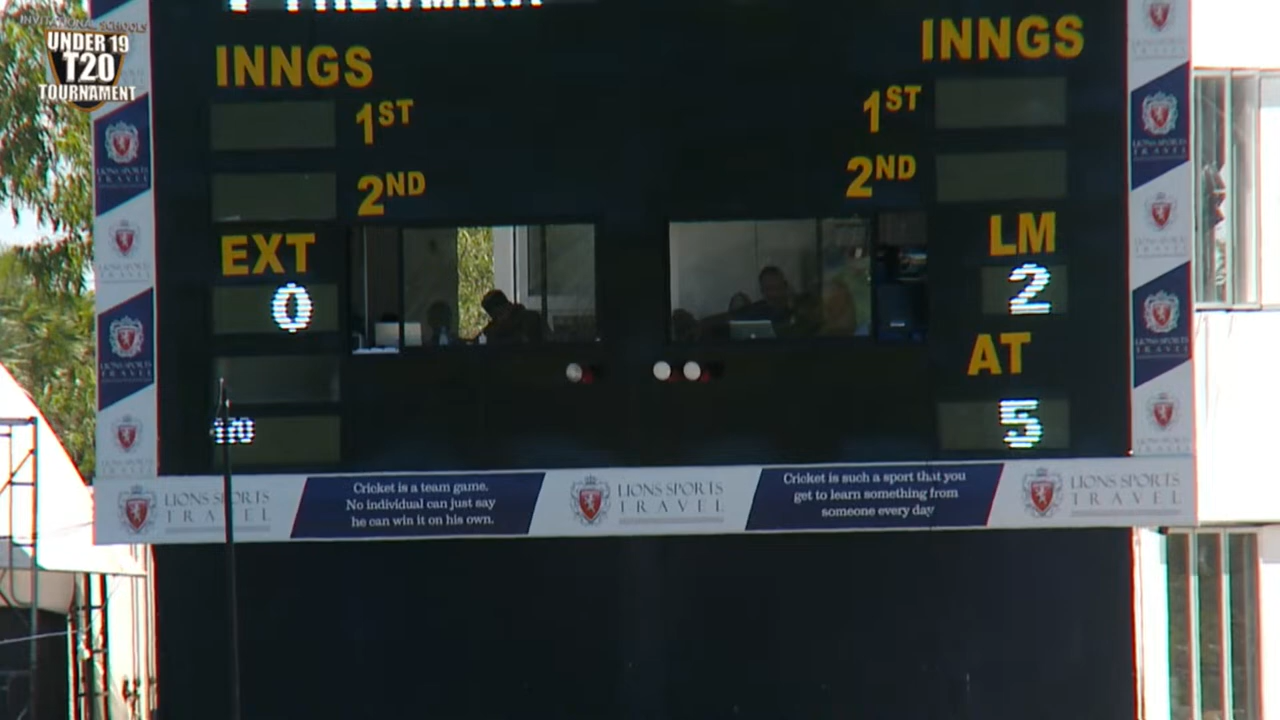 INVITATIONAL SCHOOLS
UNDER 19
T20
TOURNAMENT
INNGS
INNGS
1ST
1ST
2ND
2ND
EXT
LM
0
2
AT
5
LIONS SPORTS
TRAVEL
Cricket is a team game.
No individual can just say
he can win it on his own.
LIONS SPORTS
TRAVEL
Cricket is such a sport that you
get to learn something from
someone every day
LIONS SPORTS
TRAVEL